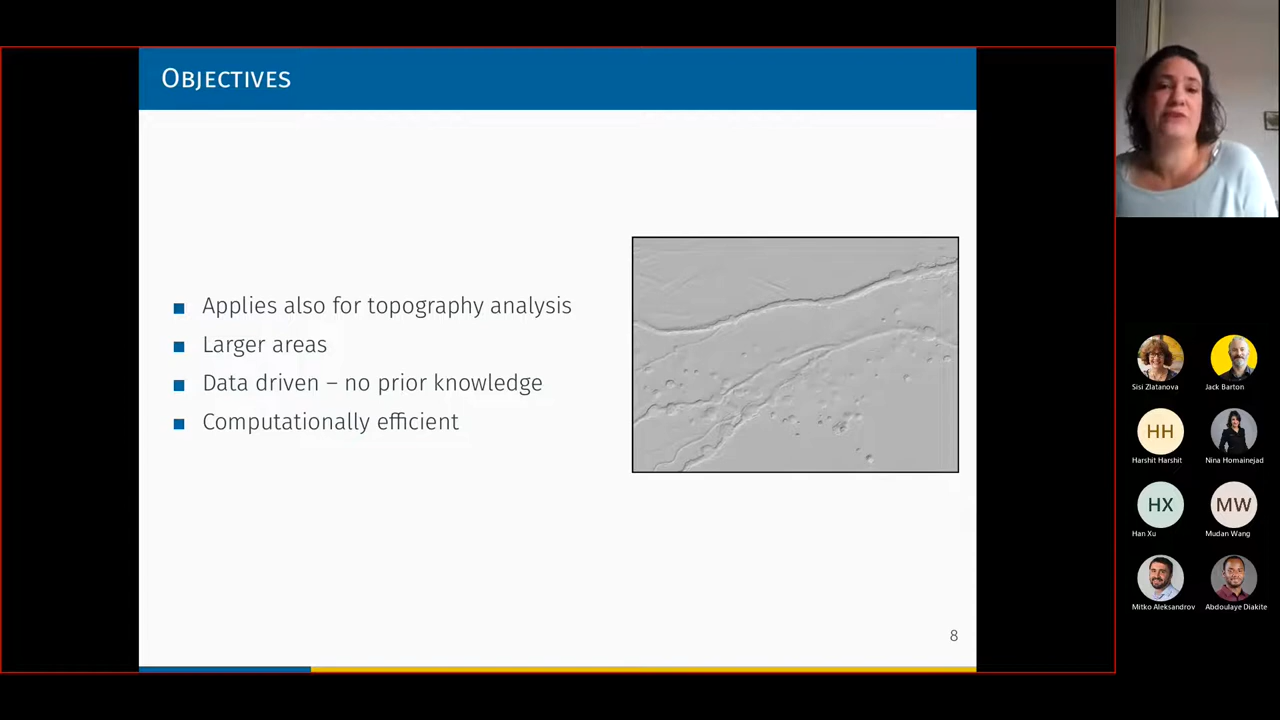 Objectives
Applies also for topography analysis
Larger areas
Data driven – no prior knowledge
Computationally efficient
8
Sisi Zlatanova
Jack Barton
HH
Harshit Harshit
Nina Homainejad
HX
Han Xu
MW
Mudan Wang
Mitko Aleksandrov
Abdoulaye Diakite